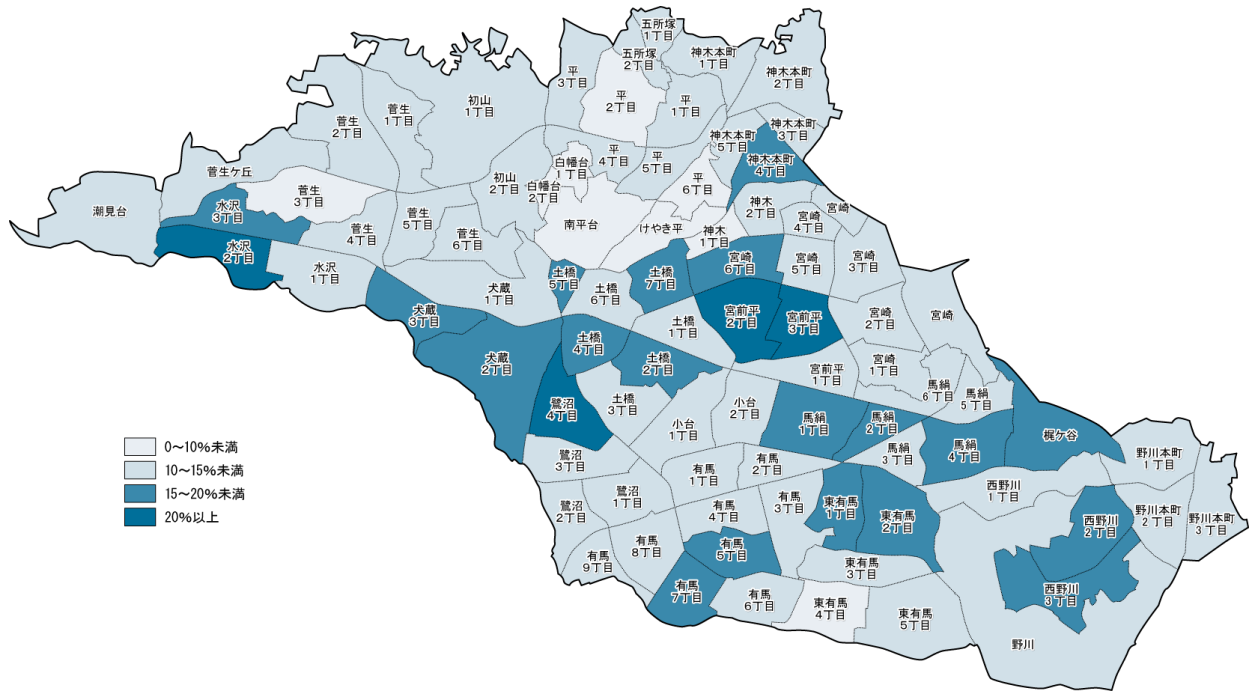 五所塚
1丁目
五所塚
2丁目
神木本町
1丁目
神木本町
2丁目
平
3丁目
平
2丁目
平
1丁目
初山
1丁目
菅生
1丁目
菅生
2丁目
神木本町
3丁目
神木本町
5丁目
神木本町
4丁目
平
4丁目
平
5丁目
白幡台
1丁目
菅生ケ丘
初山
2丁目
白幡台
2丁目
平
6丁目
菅生
3丁目
潮見台
水沢
3丁目
菅生
5丁目
菅生
4丁目
菅生
6丁目
南平台
けやき平
神木
1丁目
神木
2丁目
宮崎
4丁目
宮崎
水沢
2丁目
水沢
1丁目
宮崎
6丁目
宮崎
5丁目
宮崎
3丁目
犬蔵
1丁目
土橋
5丁目
土橋
6丁目
土橋
7丁目
犬蔵
3丁目
宮前平
2丁目
宮前平
3丁目
宮崎
2丁目
宮崎
土橋
1丁目
土橋
4丁目
犬蔵
2丁目
土橋
2丁目
宮前平
1丁目
宮崎
1丁目
馬絹
6丁目
馬絹
5丁目
鷺沼
4丁目
土橋
3丁目
小台
2丁目
小台
1丁目
馬絹
1丁目
馬絹
2丁目
馬絹
3丁目
馬絹
4丁目
梶ケ谷
野川本町
1丁目
0～10%未満
10～15%未満
15～20%未満
20%以上
鷺沼
3丁目
有馬
1丁目
有馬
2丁目
西野川
1丁目
鷺沼
1丁目
鷺沼
2丁目
有馬
3丁目
有馬
4丁目
東有馬
1丁目
東有馬
2丁目
西野川
2丁目
野川本町
2丁目
野川本町
3丁目
有馬
8丁目
有馬
9丁目
有馬
5丁目
東有馬
3丁目
有馬
7丁目
有馬
6丁目
東有馬
4丁目
東有馬
5丁目
西野川
3丁目
野川